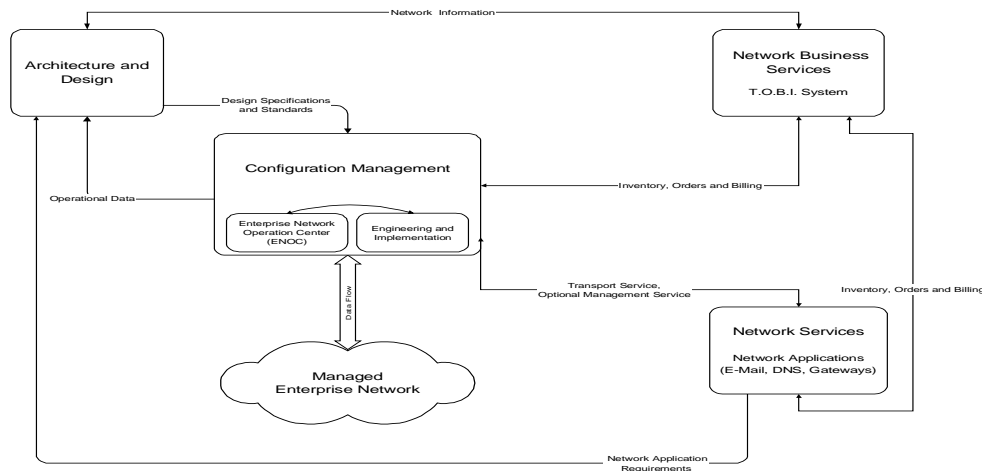 Network Information
Architecture and
Design
Network Business
Services
T.O.B.I. System
Design Specifications
and Standards
Configuration Management
Inventory, Orders and Billing
Operational Data
Enterprise Network
Operation Center
(ENOC)
Engineering and
Implementation
Transport Service,
Optional Management Service
Inventory, Orders and Billing
Data Flow
Network Services
Network Applications
(E-Mail, DNS, Gateways)
Managed
Enterprise Network
Network Application
Requirements